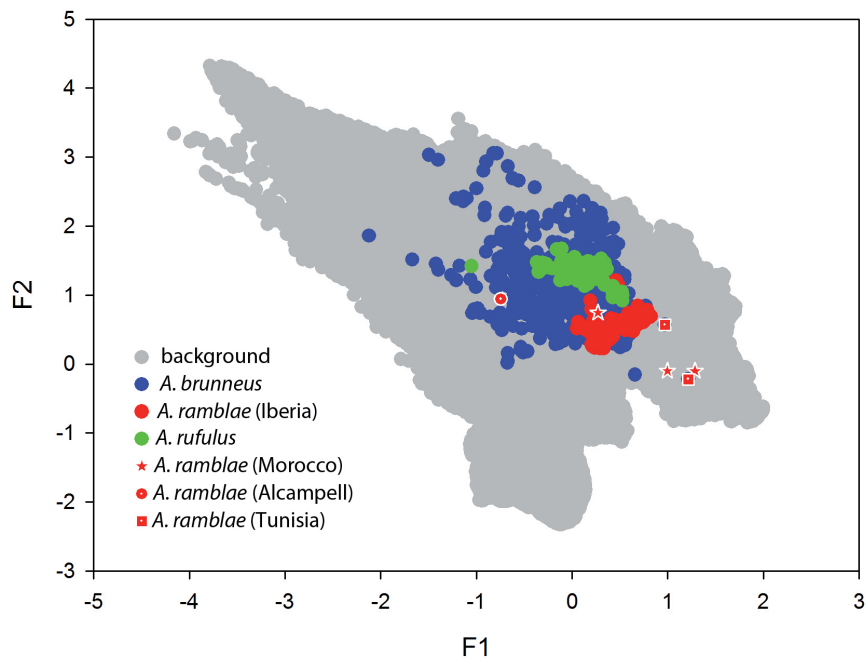 5
4
3
2
1
0
-1
-2
-3
F2
background
A. brunneus
A. ramblae (Iberia)
A. rufulus
A. ramblae (Morocco)
A. ramblae (Alcampell)
A. ramblae (Tunisia)
-5 -4 -3 -2 -1 0 1 2 3
F1